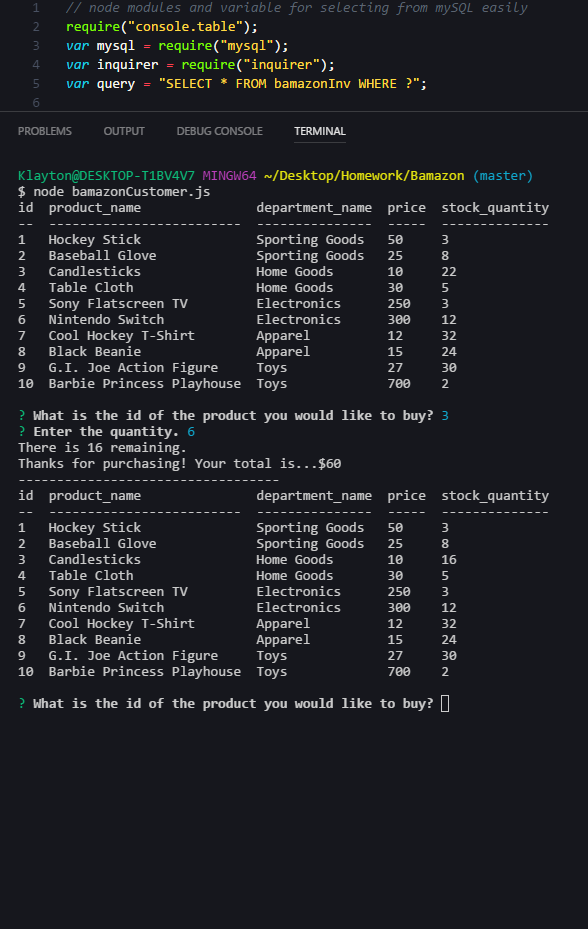 1 // node modules and variable for selecting from mySQL easily
2 require("console.table");
3 var mysql = require("mysql");
4 var inquirer = require("inquirer");
5 var query = "SELECT * FROM bamazonInv WHERE ?";
6
PROBLEMS OUTPUT DEBUG CONSOLE TERMINAL
Klayton@DESKTOP-T1BV4V7 MINGW64 ~/Desktop/Homework/Bamazon (master)
$ node bamazonCustomer.js
id  product_name               department_name  price  stock_quantity
--  -------------------------  ---------------  -----  --------------
1   Hockey Stick               Sporting Goods   50     3
2   Baseball Glove             Sporting Goods   25     8
3   Candlesticks               Home Goods       10     22
4   Table Cloth                Home Goods       30     5
5   Sony Flatscreen TV         Electronics      250    3
6   Nintendo Switch            Electronics      300    12
7   Cool Hockey T-Shirt        Apparel          12     32
8   Black Beanie               Apparel          15     24
9   G.I. Joe Action Figure     Toys             27     30
10  Barbie Princess Playhouse  Toys             700    2
? What is the id of the product you would like to buy? 3
? Enter the quantity. 6
There is 16 remaining.
Thanks for purchasing! Your total is...$60
----------------------------------
id  product_name               department_name  price  stock_quantity
--  -------------------------  ---------------  -----  --------------
1   Hockey Stick               Sporting Goods   50     3
2   Baseball Glove             Sporting Goods   25     8
3   Candlesticks               Home Goods       10     16
4   Table Cloth                Home Goods       30     5
5   Sony Flatscreen TV         Electronics      250    3
6   Nintendo Switch            Electronics      300    12
7   Cool Hockey T-Shirt        Apparel          12     32
8   Black Beanie               Apparel          15     24
9   G.I. Joe Action Figure     Toys             27     30
10  Barbie Princess Playhouse  Toys             700    2
? What is the id of the product you would like to buy?